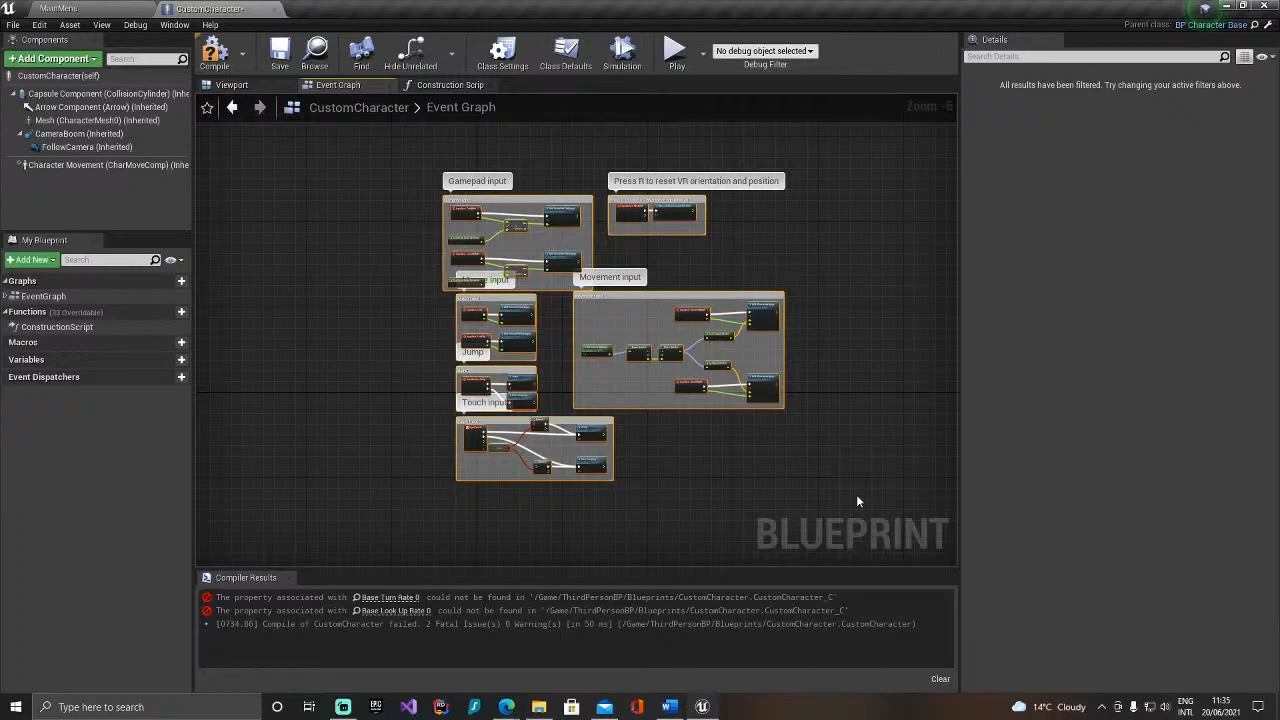 MainMenu
CustomCharacter*
File Edit Asset View Debug Window Help
Parent class: BP Character Base
Components
Add Component
Search
CustomCharacter(self)
Capsule Component (CollisionCylinder) (Inhe
Arrow Component (Arrow) (Inherited)
Mesh (CharacterMesh0) (Inherited)
CameraBoom (Inherited)
FollowCamera (Inherited)
Character Movement (CharMoveComp) (Inhe
My Blueprint
Add New
Search
Graphs
EventGraph
Functions
Overridable)
ConstructionScript
Macros
Variables
Event Dispatchers
Compile
Save
Browse
Find
Hide Unrelated
Class Settings
Class Defaults
Simulation
Play
No debug object selected
Debug Filter
Viewport
Event Graph
Construction Scrip
CustomCharacter
Event Graph
Zoom -6
Gamepad input
Press R to reset VR orientation and position
input
Movement input
Jump
Touch input
BLUEPRINT
Compiler Results
The property associated with Base Turn Rate 0 could not be found in '/Game/ThirdPersonBP/Blueprints/CustomCharacter.CustomCharacter_C'
The property associated with Base Look Up Rate 0 could not be found in '/Game/ThirdPersonBP/Blueprints/CustomCharacter.CustomCharacter_C'
[0734.86] Compile of CustomCharacter failed. 2 Fatal Issue(s) 0 Warning(s) [in 50 ms] (/Game/ThirdPersonBP/Blueprints/CustomCharacter.CustomCharacter)
Clear
Details
Search Details
All results have been filtered. Try changing your active filters above.
Type here to search
14°C Cloudy
ENG
INTL
11:35
20/06/2021